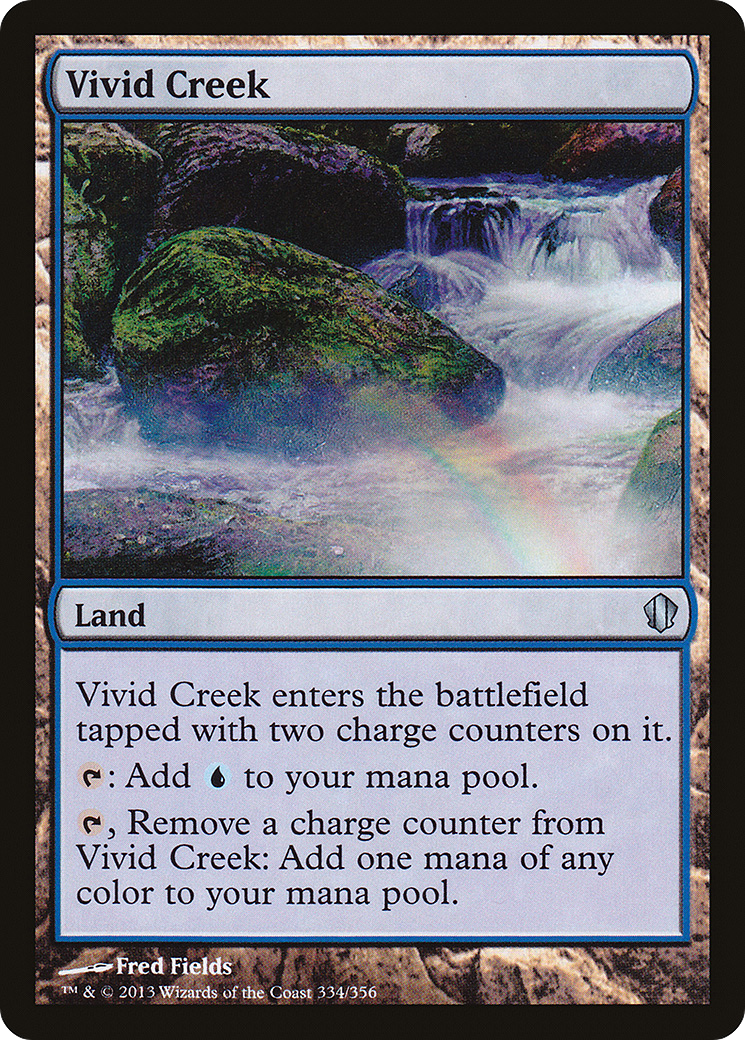 Vivid Creek
Land
Vivid Creek enters the battlefield
tapped with two charge counters on it.
: Add to your mana pool.
, Remove a charge counter from
Vivid Creek: Add one mana of any
color to your mana pool.
Fred Fields
™ & © 2013 Wizards of the Coast 334/356